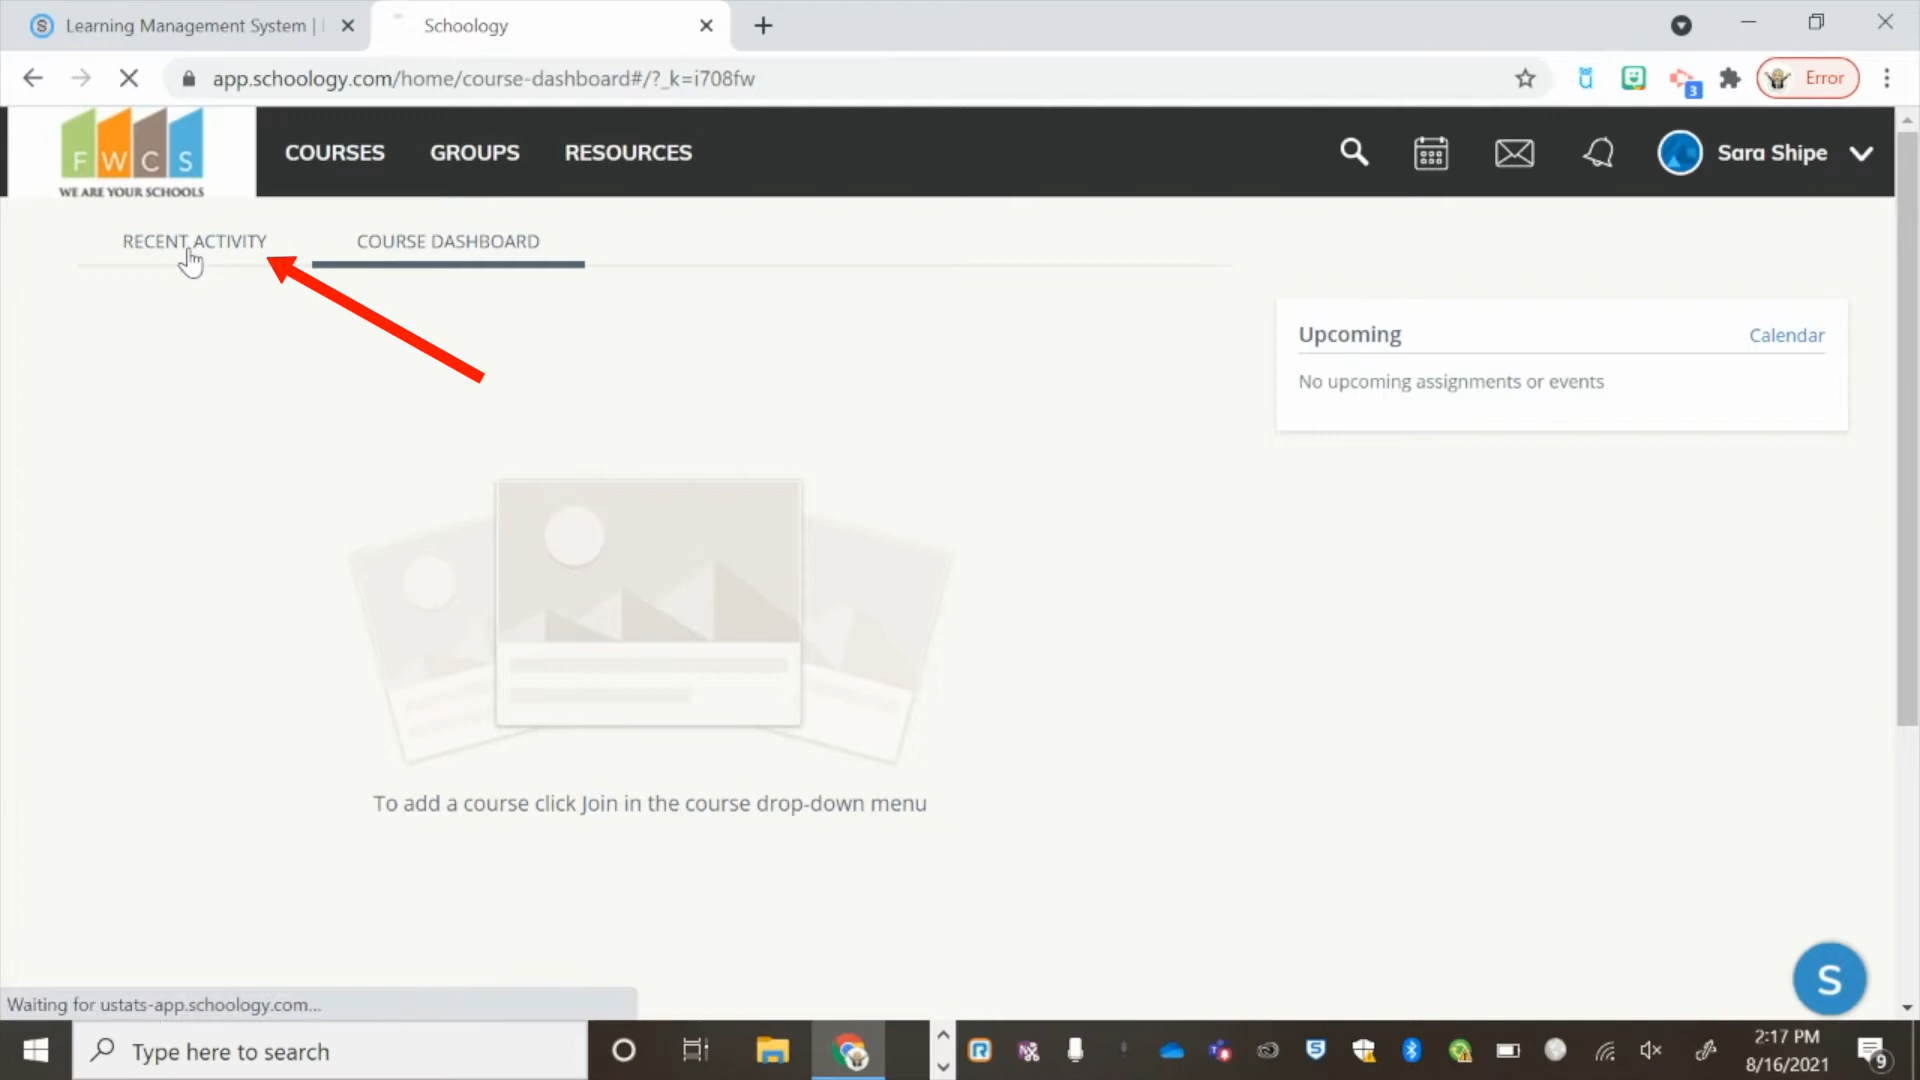 Learning Management System |
Schoology
app.schoology.com/home/course-dashboard#/?_k=i708fw
3
Error
FWCS
WE ARE YOUR SCHOOLS
COURSES
GROUPS
RESOURCES
Sara Shipe
RECENT ACTIVITY
COURSE DASHBOARD
Upcoming
Calendar
No upcoming assignments or events
To add a course click Join in the course drop-down menu
S
Waiting for ustats-app.schoology.com...
Type here to search
2:17 PM
8/16/2021
9